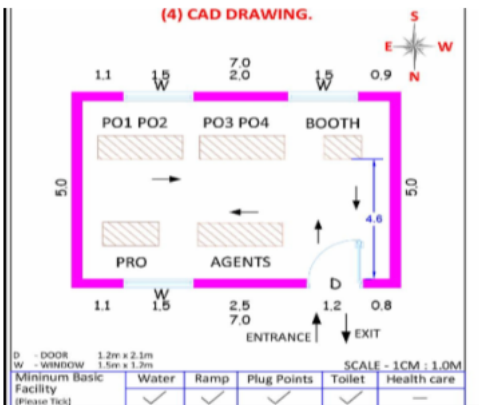 (4) CAD DRAWING.
S
E W
N
7.0
1.1 1.5 2.0 1.5 0.9
W W
PO1 PO2 PO3 PO4 BOOTH
5.0 5.0
4.6
PRO AGENTS
D
W
1.1 1.5 2.5 1.2 0.8
7.0
ENTRANCE EXIT
D - DOOR 1.2m x 2.1m
W - WINDOW 1.5m x 1.2m
SCALE - 1CM : 1.0M
Mininum Basic Water Ramp Plug Points Toilet Health care
Facility
[Please Tick]